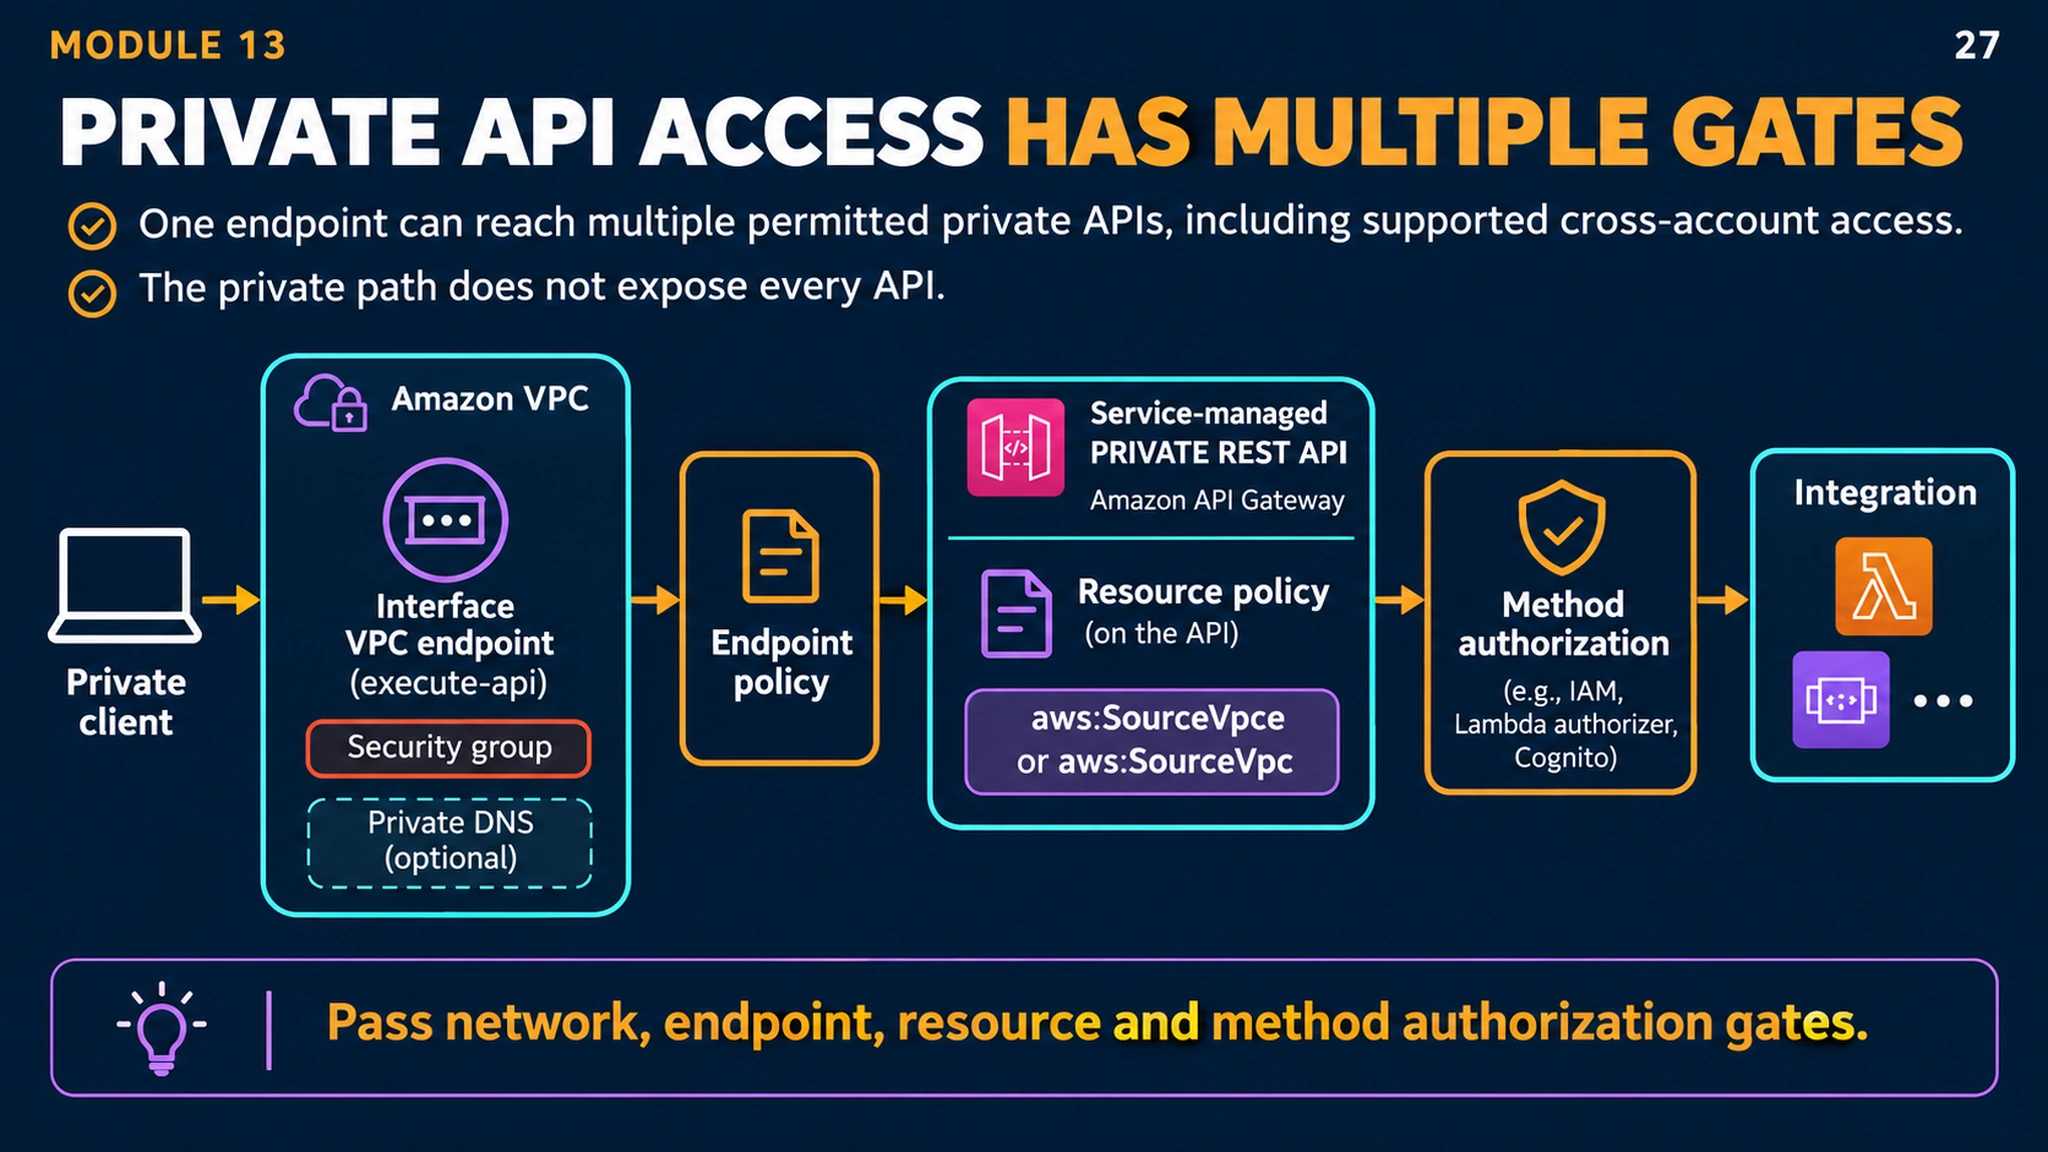 MODULE 13
27
PRIVATE API ACCESS HAS MULTIPLE GATES
One endpoint can reach multiple permitted private APIs, including supported cross-account access.
The private path does not expose every API.
Private
client
Amazon VPC
Interface
VPC endpoint
(execute-api)
Security group
Private DNS
(optional)
Endpoint
policy
Service-managed
PRIVATE REST API
Amazon API Gateway
Resource policy
(on the API)
aws:SourceVpce
or aws:SourceVpc
Method
authorization
(e.g., IAM,
Lambda authorizer,
Cognito)
Integration
Pass network, endpoint, resource and method authorization gates.